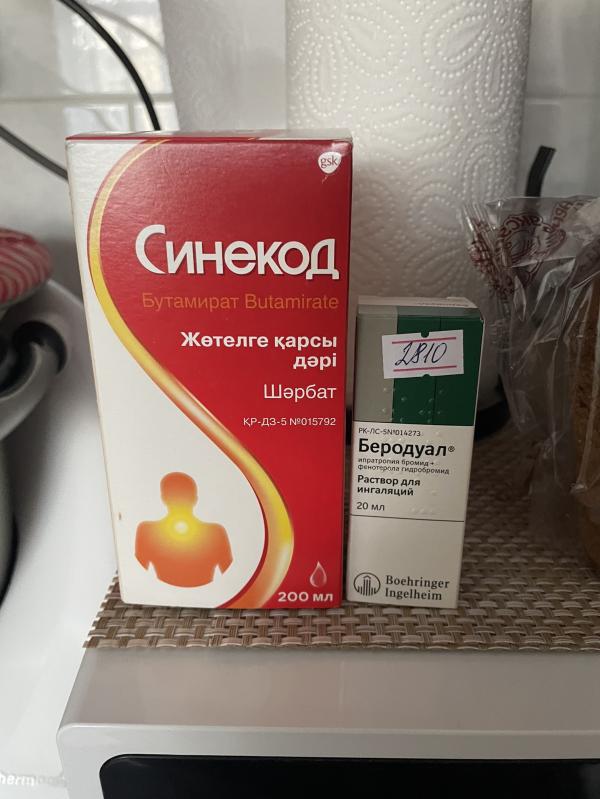 gsk
Синекод
Бутамират Butamirate
Жөтелге қарсы
дәрі
Шәрбат
ҚР-ДЗ-5 №015792
200 мл
2810
РК-ЛС-5№014273
Беродуал®
ипратропия бромид +
фенотерола гидробромид
Раствор для
ингаляций
20 мл
Boehringer
Ingelheim